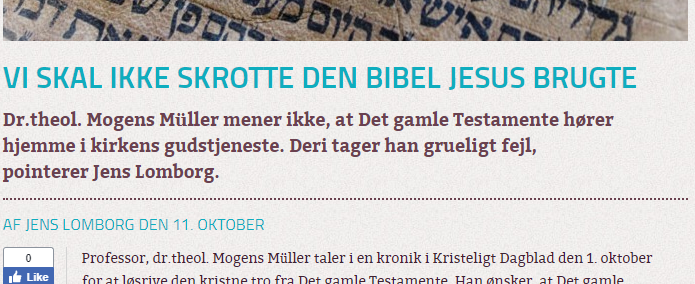 VI SKAL IKKE SKROTTE DEN BIBEL JESUS BRUGTE
Dr.theol. Mogens Müller mener ikke, at Det gamle Testamente hører
hjemme i kirkens gudstjeneste. Deri tager han grueligt fejl,
pointerer Jens Lomborg.
AF JENS LOMBORG DEN 11. OKTOBER
0
Like
Professor, dr.theol. Mogens Müller taler i en kronik i Kristeligt Dagblad den 1. oktober
for at løsrive den kristne tro fra Det gamle Testamente. Han ønsker, at Det gamle